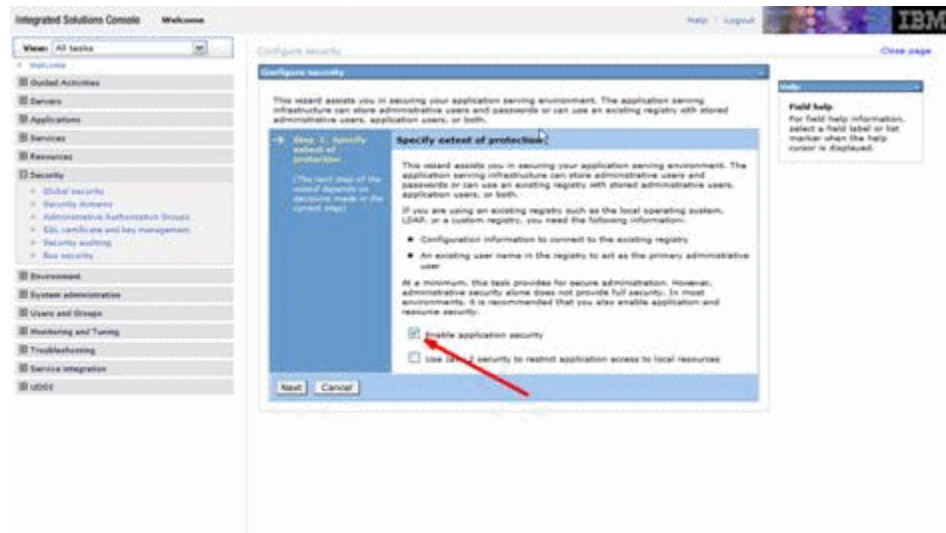 Integrated Solutions Console Welcome
Help Logout
IBM
View: All tasks
Welcome
Guided Activities
Servers
Applications
Services
Resources
Security
Global security
Security domains
Administrative Authorization Groups
SSL certificate and key management
Security auditing
Bus security
Environment
System administration
Users and Groups
Monitoring and Tuning
Troubleshooting
Service integration
UDDI
Configure security
Close page
Configure security
This wizard assists you in securing your application serving environment. The application serving
infrastructure can store administrative users and passwords or can use an existing registry with stored
administrative users, application users, or both.
Step 1: Specify
extent of
protection
(The next step of the
wizard depends on
decisions made in the
current step)
Specify extent of protection
This wizard assists you in securing your application serving environment. The
application serving infrastructure can store administrative users and
passwords or can use an existing registry with stored administrative users,
application users, or both.
If you are using an existing registry such as the local operating system,
LDAP, or a custom registry, you need the following information:
Configuration information to connect to the existing registry
An existing user name in the registry to act as the primary administrative
user
At a minimum, this task provides for secure administration. However,
administrative security alone does not provide full security. In most
environments, it is recommended that you also enable application and
resource security.
Enable application security
Use Java 2 security to restrict application access to local resources
Next Cancel
Help
Field help
For field help information,
select a field label or list
marker when the help
cursor is displayed.